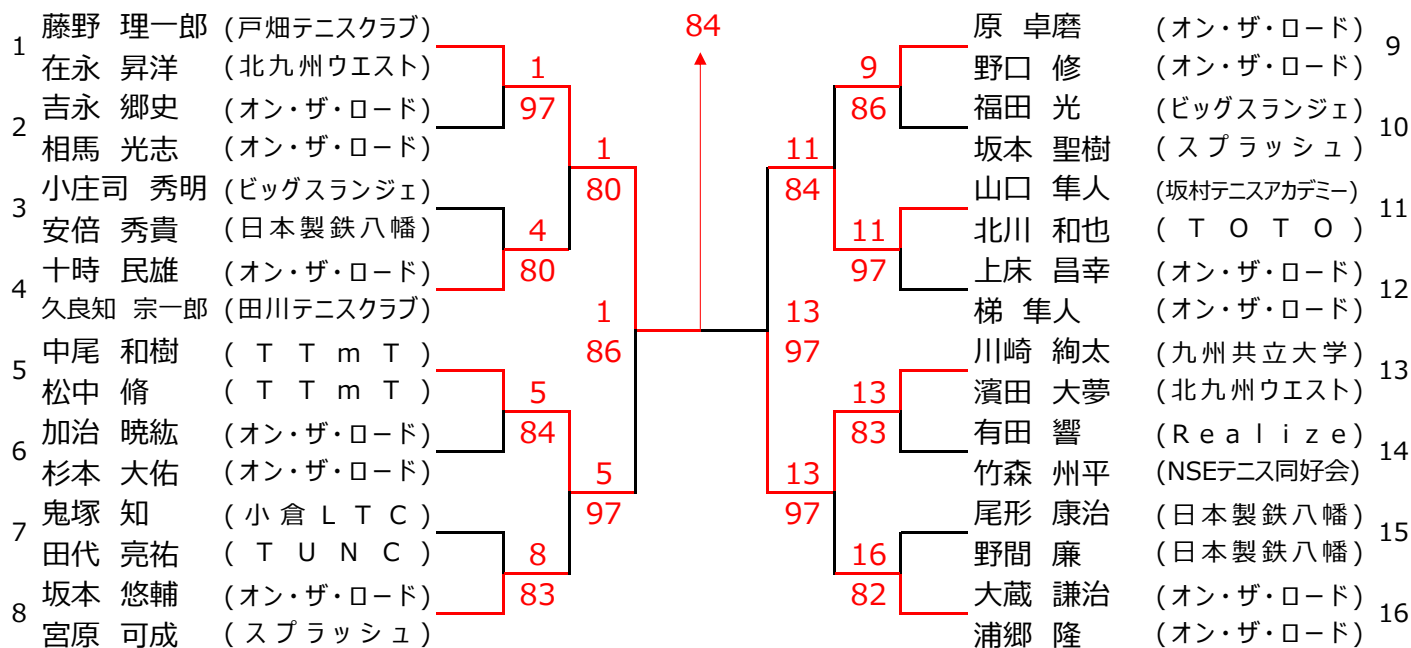 1 藤野 理一郎 (戸畑テニスクラブ)
在永 昇洋 (北九州ウエスト)
2 吉永 郷史 (オン・ザ・ロード)
相馬 光志 (オン・ザ・ロード)
3 小庄司 秀明 (ビッグスランジェ)
安倍 秀貴 (日本製鉄八幡)
4 十時 民雄 (オン・ザ・ロード)
久良知 宗一郎 (田川テニスクラブ)
5 中尾 和樹 (TTmT)
松中 脩 (TTmT)
6 加治 暁紘 (オン・ザ・ロード)
杉本 大佑 (オン・ザ・ロード)
7 鬼塚 知 (小倉LTC)
田代 亮祐 (TUNC)
8 坂本 悠輔 (オン・ザ・ロード)
宮原 可成 (スプラッシュ)
1
97
4
80
5
84
8
83
1
80
5
97
1
86
84
13
97
11
84
13
97
9
86
11
97
13
83
16
82
原 卓磨 (オン・ザ・ロード) 9
野口 修 (オン・ザ・ロード)
福田 光 (ビッグスランジェ) 10
坂本 聖樹 (スプラッシュ)
山口 隼人 (坂村テニスアカデミー) 11
北川 和也 (TOTO)
上床 昌幸 (オン・ザ・ロード) 12
梯 隼人 (オン・ザ・ロード)
川崎 絢太 (九州共立大学) 13
濱田 大夢 (北九州ウエスト)
有田 響 (Realize) 14
竹森 州平 (NSEテニス同好会)
尾形 康治 (日本製鉄八幡) 15
野間 廉 (日本製鉄八幡)
大蔵 謙治 (オン・ザ・ロード) 16
浦郷 隆 (オン・ザ・ロード)